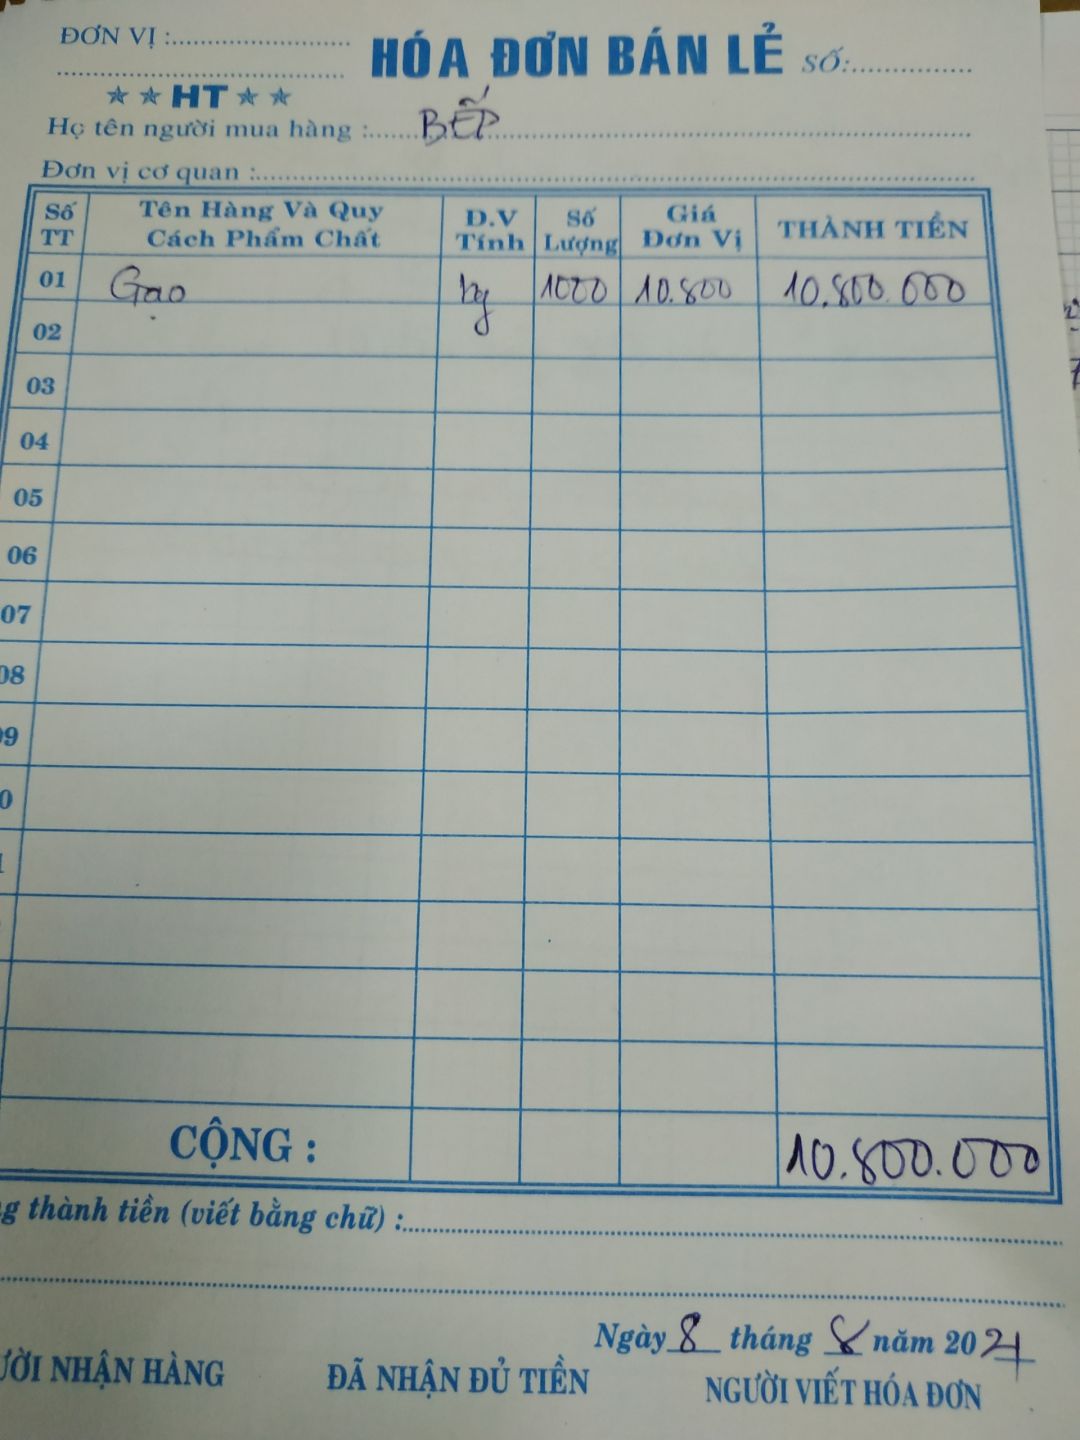 ĐƠN VỊ :
HÓA ĐƠN BÁN LẺ SỐ:
HT
Họ tên người mua hàng : BẾP
Đơn vị cơ quan :
Số TT Tên Hàng Và Quy Cách Phẩm Chất Đ.V Tính Số Lượng Giá Đơn Vị THÀNH TIỀN
01 Gạo kg 1000 10.800 10.800.000
02
03
04
05
06
07
08
09
0
CỘNG : 10.800.000
g thành tiền (viết bằng chữ) :
Ngày 8 tháng 8 năm 2021
ƯỜI NHẬN HÀNG ĐÃ NHẬN ĐỦ TIỀN NGƯỜI VIẾT HÓA ĐƠN